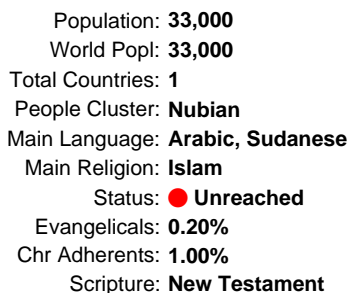 Population: 33,000
World Popl: 33,000
Total Countries: 1
People Cluster: Nubian
Main Language: Arabic, Sudanese
Main Religion: Islam
Status: Unreached
Evangelicals: 0.20%
Chr Adherents: 1.00%
Scripture: New Testament